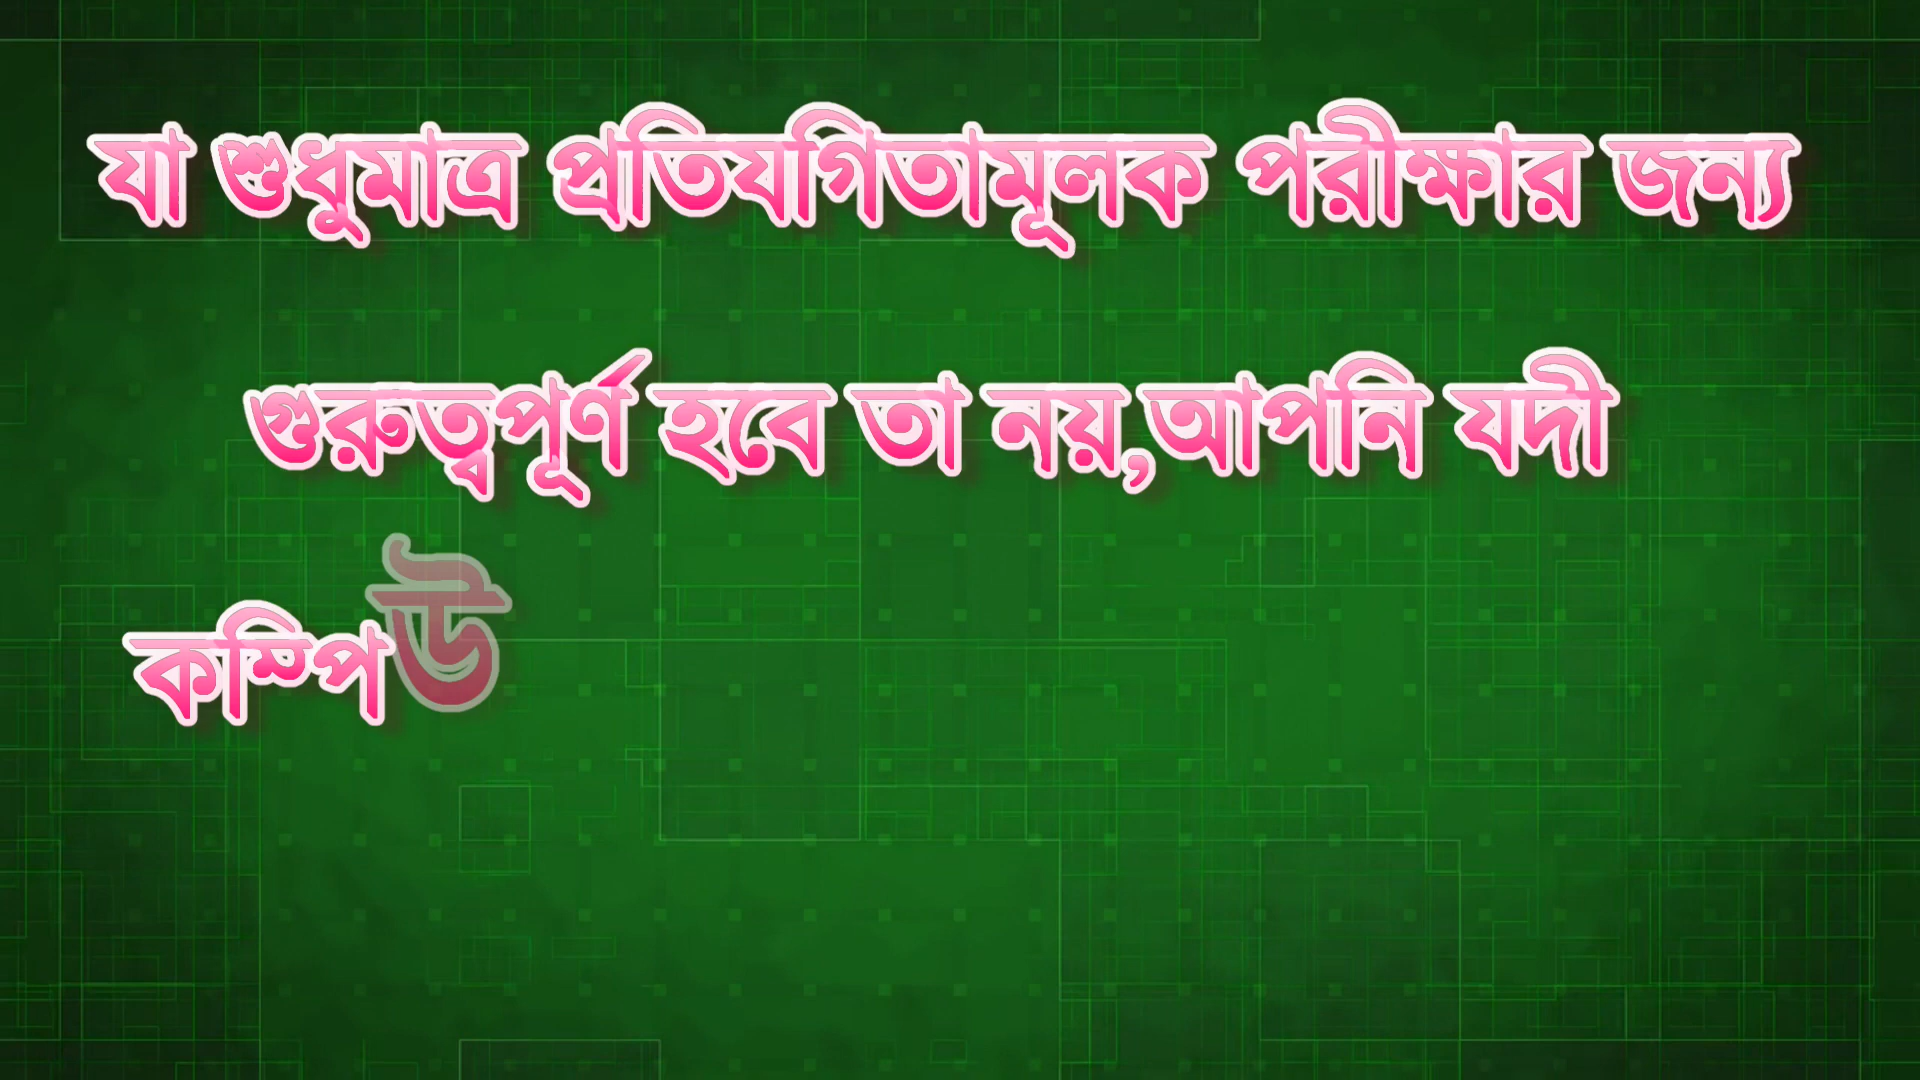 যা শুধুমাত্র প্রতিযগিতামূলক পরীক্ষার জন্য
গুরুত্বপূর্ণ হবে তা নয়,আপনি যদী
কম্পিউ